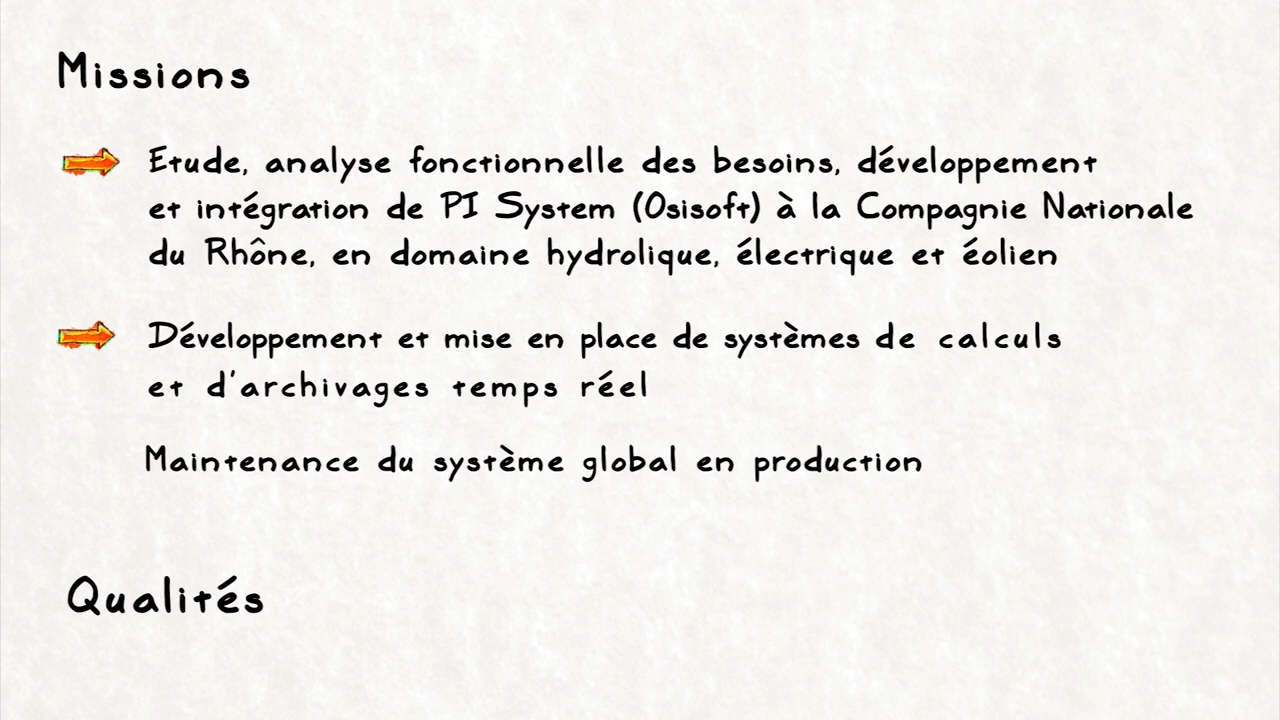 Missions
Etude, analyse fonctionnelle des besoins, développement
et intégration de PI System (Osisoft) à la Compagnie Nationale
du Rhône, en domaine hydrolique, électrique et éolien
Développement et mise en place de systèmes de calculs
et d'archivages temps réel
Maintenance du système global en production
Qualités